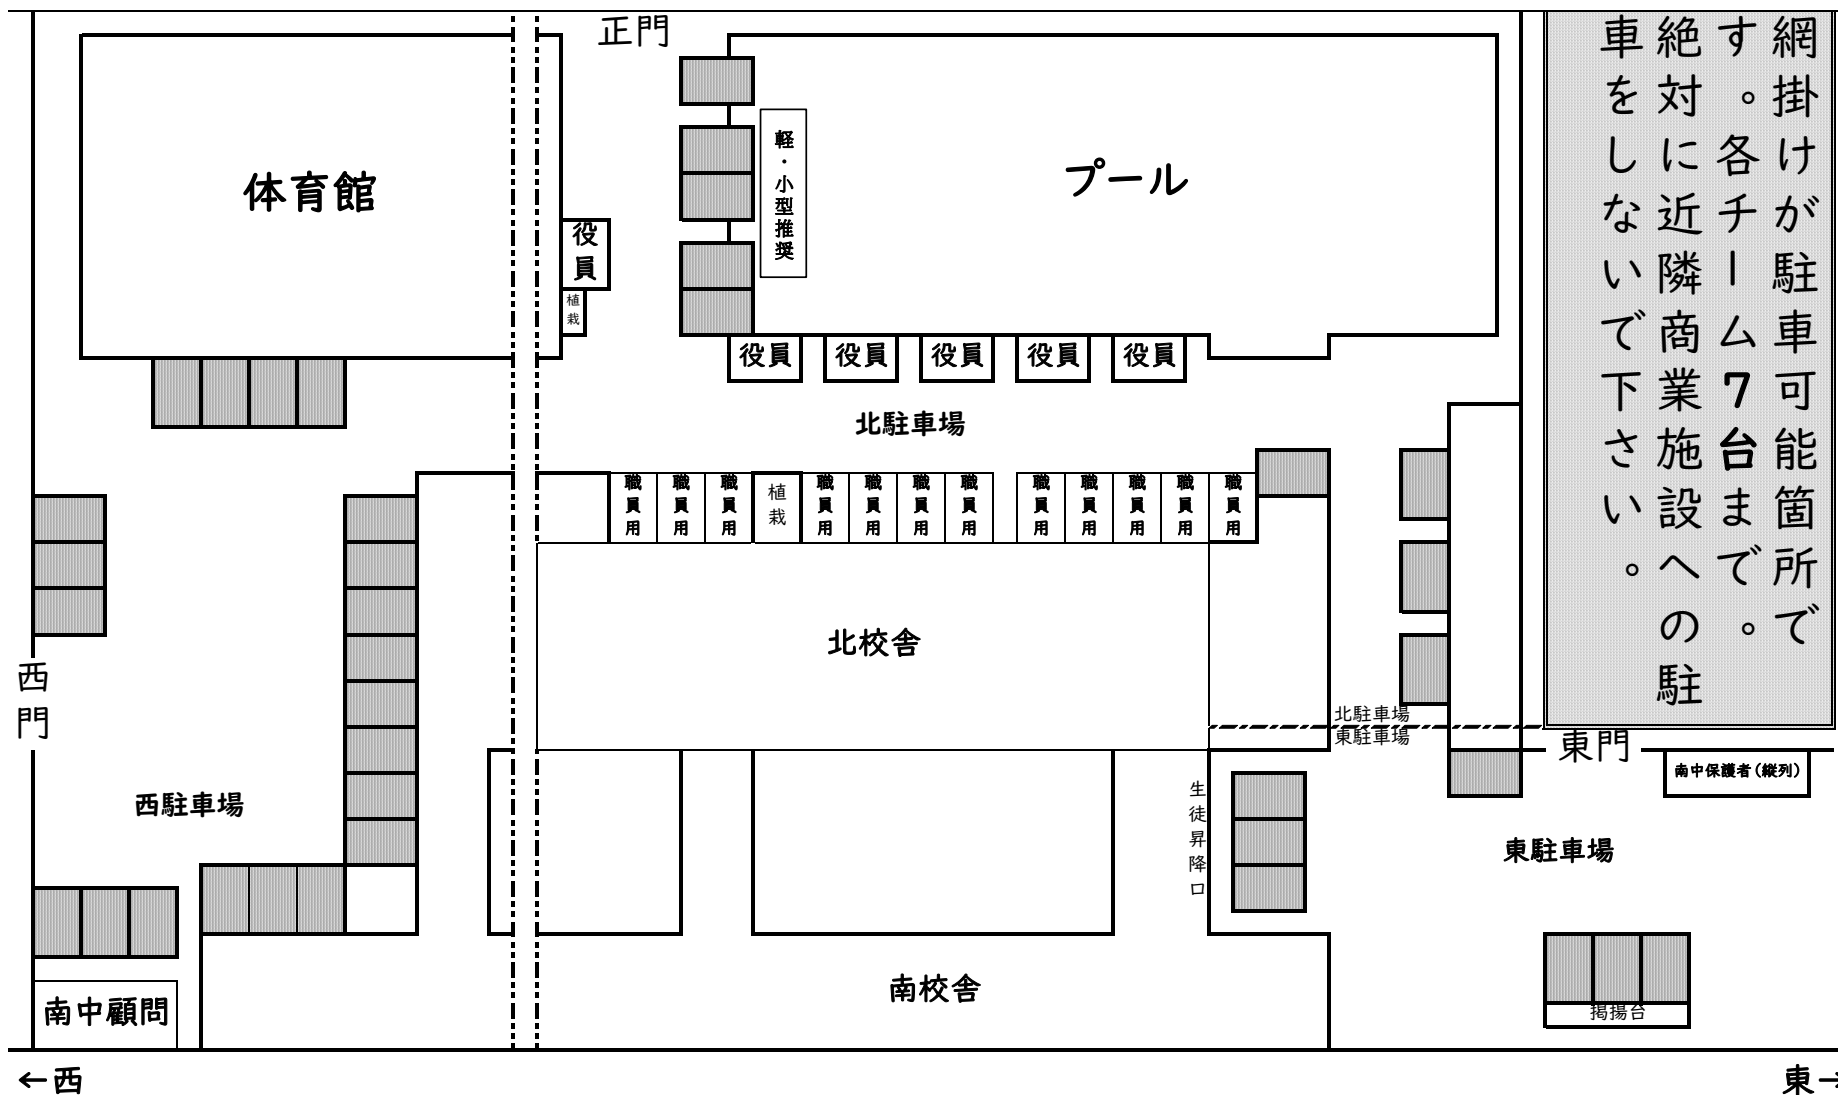 正門
網掛けが駐車可能箇所で
す。各チーム7台まで。
絶対に近隣商業施設への駐
車をしないで下さい。
体育館
プール
軽・小型推奨
役員
植栽
役員
役員
役員
役員
役員
北駐車場
職員用
職員用
職員用
植栽
職員用
職員用
職員用
職員用
職員用
職員用
職員用
職員用
職員用
北校舎
西門
北駐車場
東駐車場
東門
南中保護者(縦列)
西駐車場
生徒昇降口
東駐車場
南校舎
南中顧問
掲揚台
←西
東→